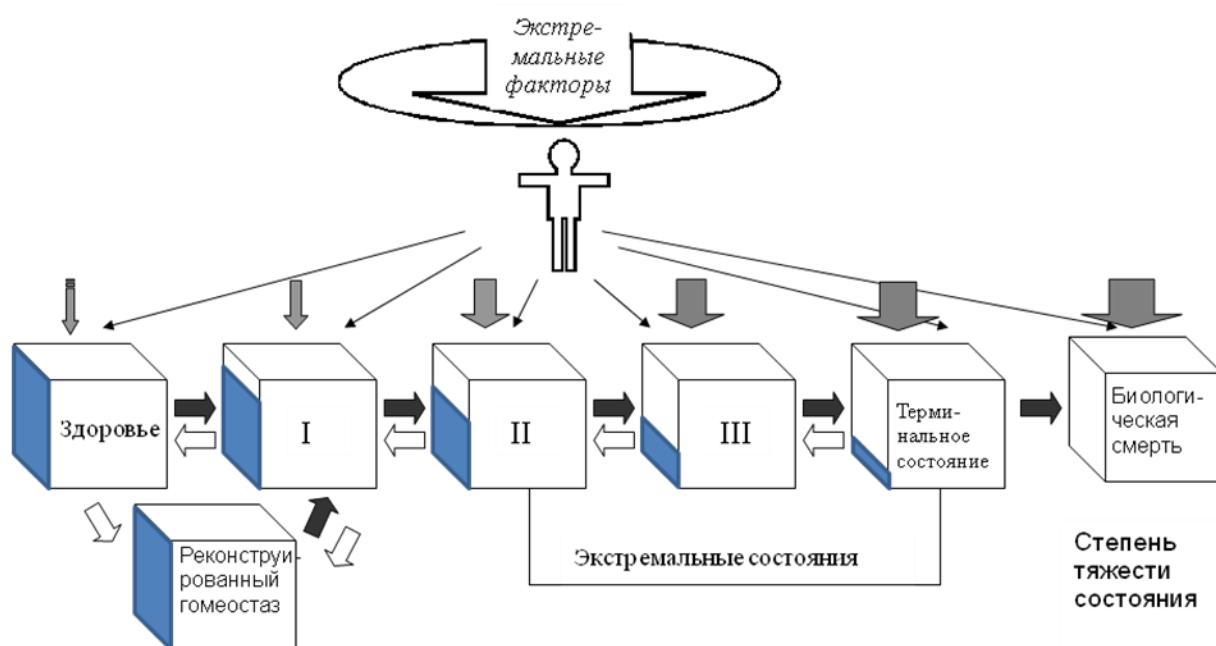 Экстре-
мальные
факторы
Здоровье
I
II
III
Терми-
нальное
состояние
Биологи-
ческая
смерть
Реконструи-
рованный
гомеостаз
Экстремальные состояния
Степень
тяжести
состояния